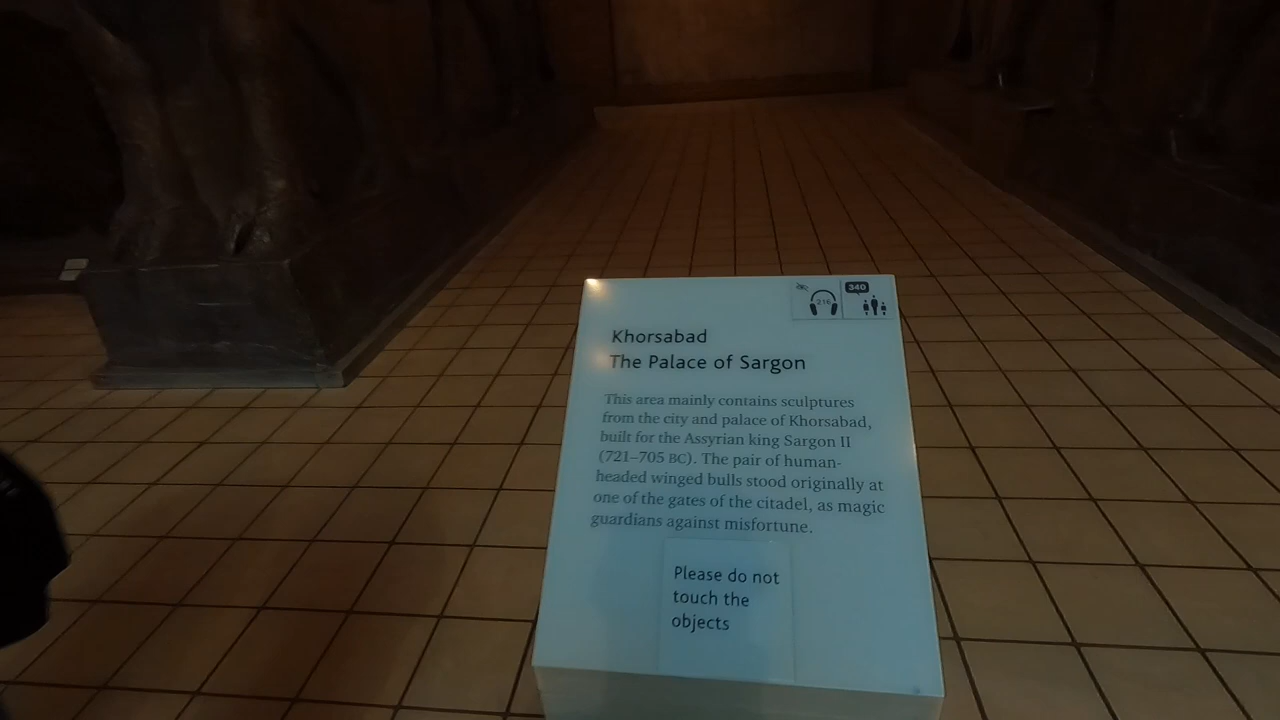 216
340
Khorsabad
The Palace of Sargon
This area mainly contains sculptures
from the city and palace of Khorsabad,
built for the Assyrian king Sargon II
(721–705 BC). The pair of human-
headed winged bulls stood originally at
one of the gates of the citadel, as magic
guardians against misfortune.
Please do not
touch the
objects